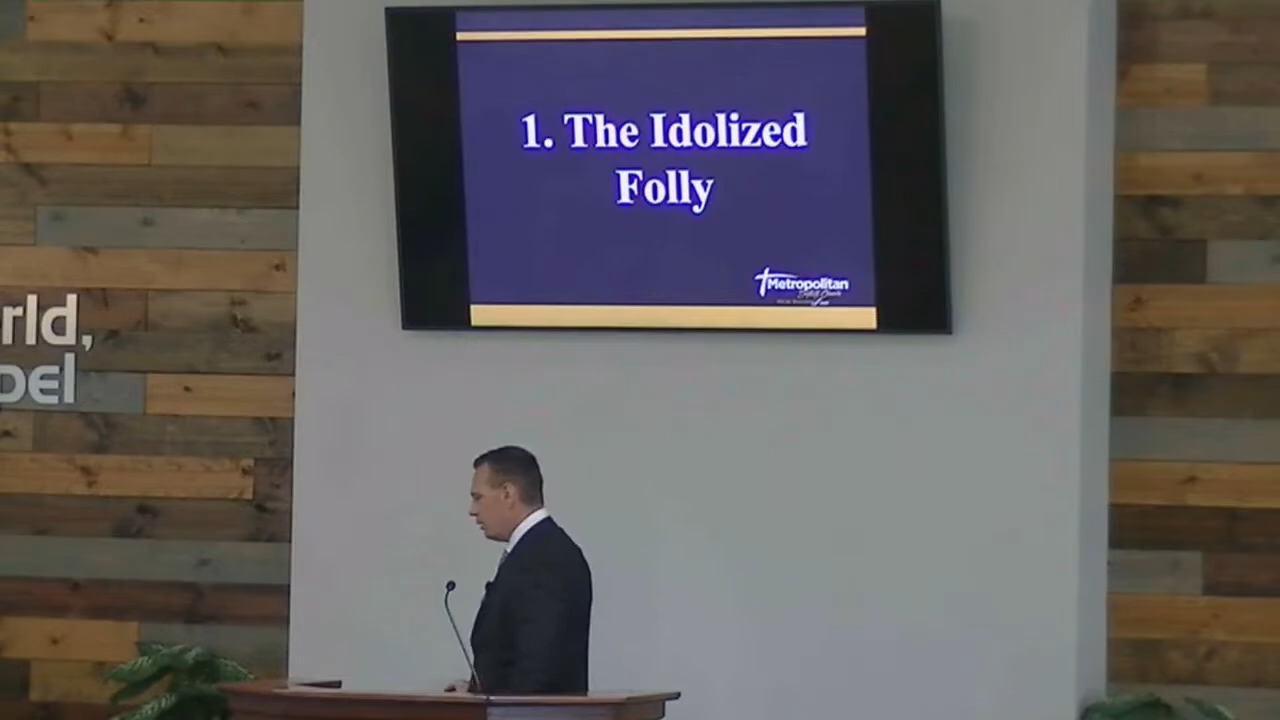 1. The Idolized
Folly
Metropolitan
rld,
pel